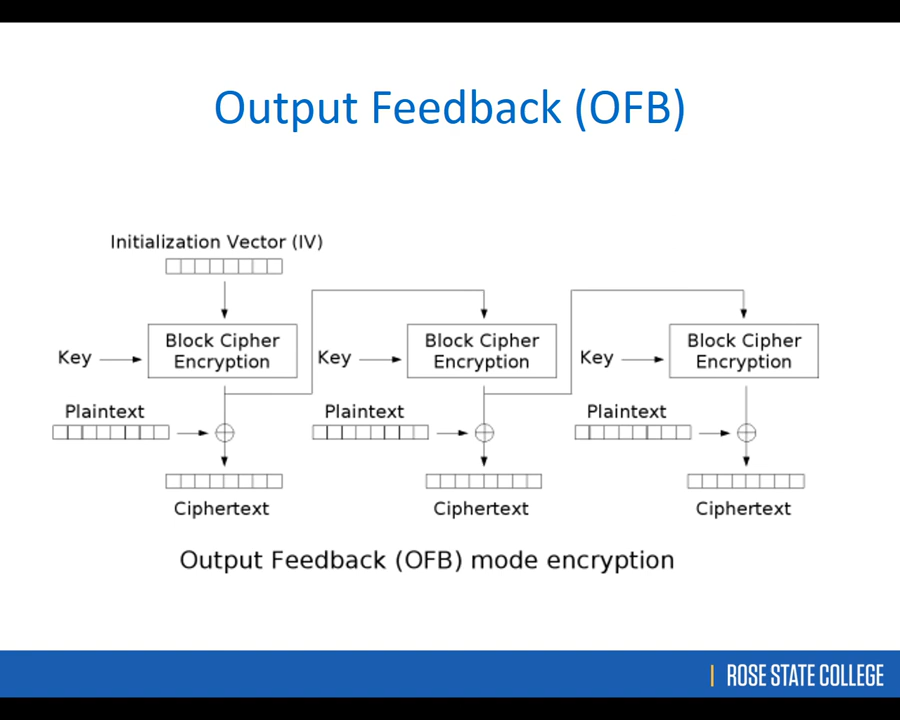 Output Feedback (OFB)
Initialization Vector (IV)
Key
Block Cipher
Encryption
Key
Block Cipher
Encryption
Key
Block Cipher
Encryption
Plaintext
Plaintext
Plaintext
Ciphertext
Ciphertext
Ciphertext
Output Feedback (OFB) mode encryption
ROSE STATE COLLEGE